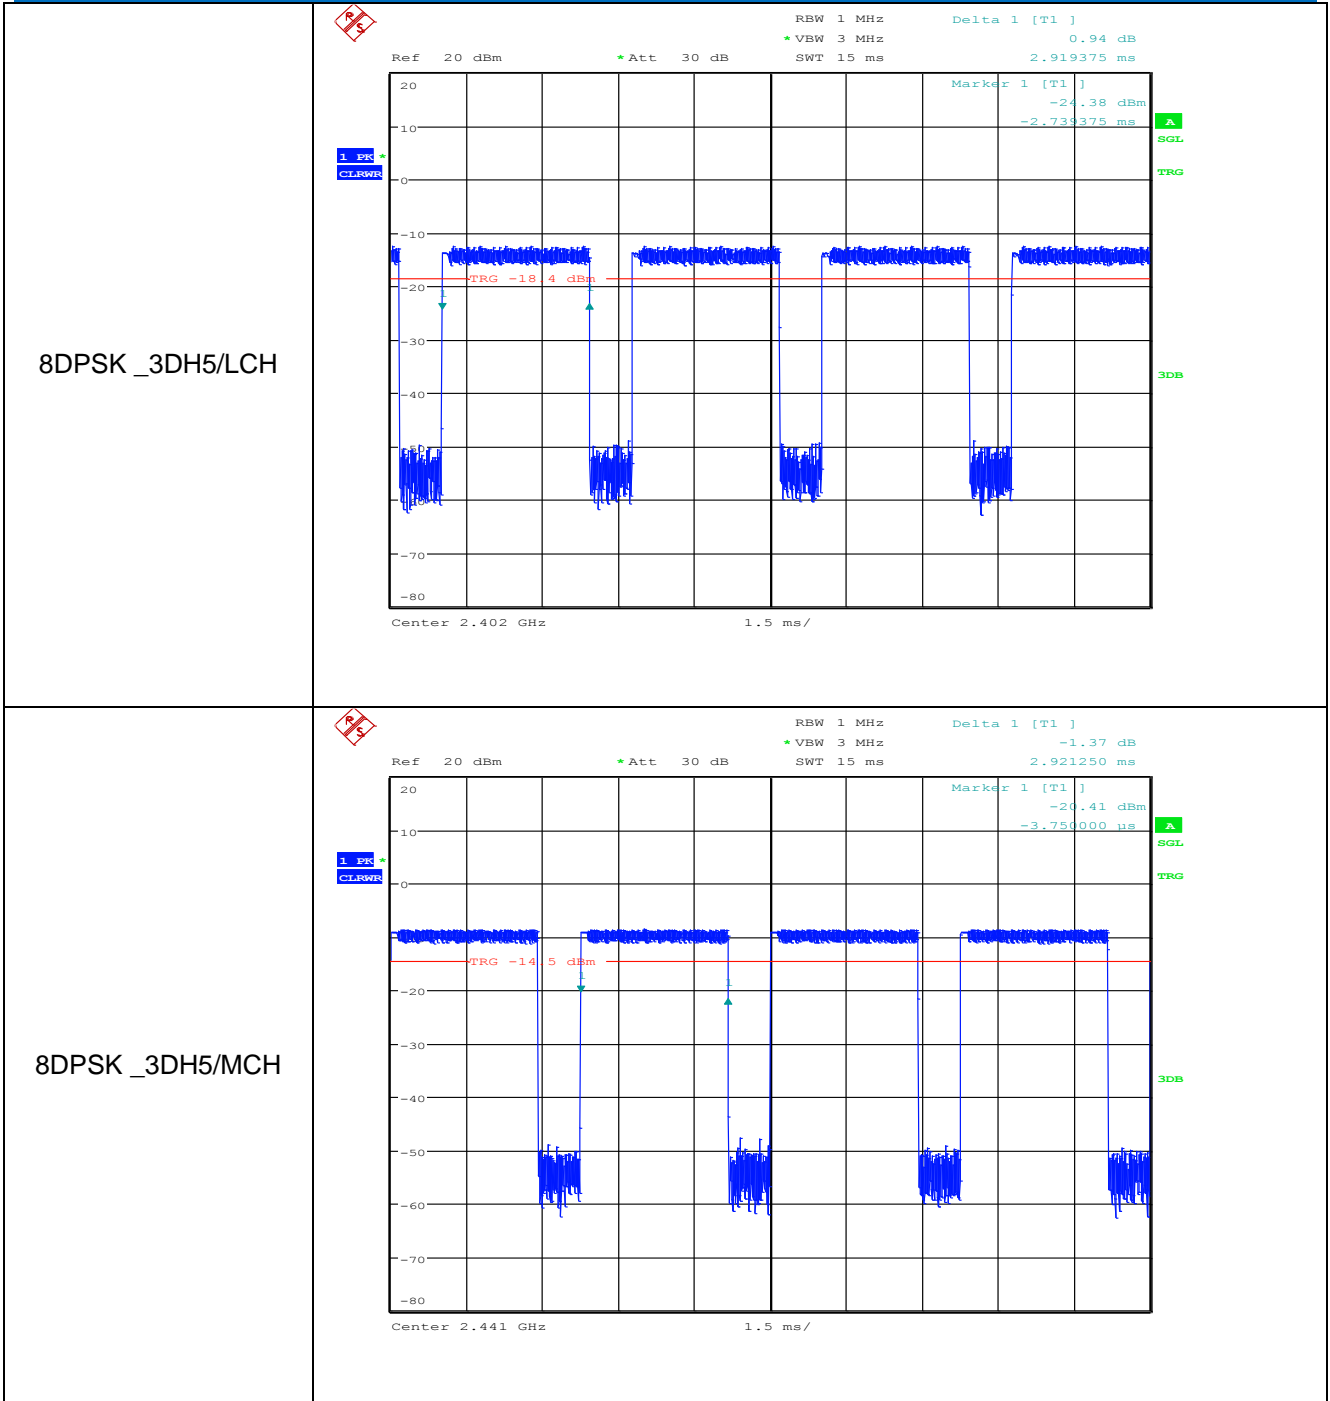 8DPSK _3DH5/LCH
R S
RBW 1 MHz Delta 1 [T1 ]
* VBW 3 MHz 0.94 dB
Ref 20 dBm * Att 30 dB SWT 15 ms 2.919375 ms
20 Marker 1 [T1 ]
-24.38 dBm
10 -2.739375 ms A
SGL
1 PK *
CLRWR 0 TRG
-10
TRG -18.4 dBm
-20 1 1
-30
3DB
-40
-50
-60
-70
-80
Center 2.402 GHz 1.5 ms/
8DPSK _3DH5/MCH
R S
RBW 1 MHz Delta 1 [T1 ]
* VBW 3 MHz -1.37 dB
Ref 20 dBm * Att 30 dB SWT 15 ms 2.921250 ms
20 Marker 1 [T1 ]
-20.41 dBm
10 -3.750000 µs A
SGL
1 PK *
CLRWR 0 TRG
TRG -14.5 dBm
1 1
-20
-30
3DB
-40
-50
-60
-70
-80
Center 2.441 GHz 1.5 ms/